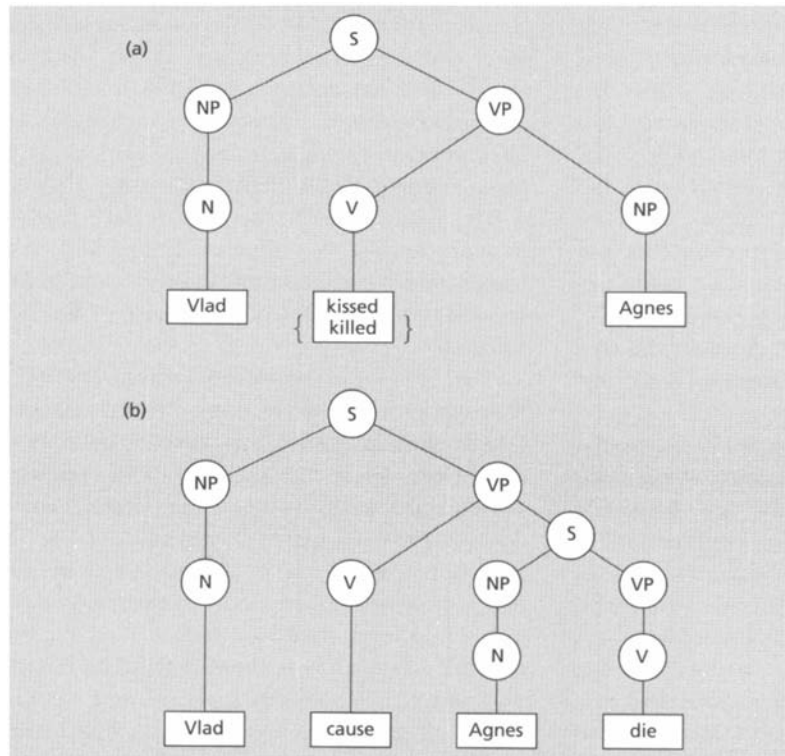 (a)
S
NP VP
N V NP
Vlad { kissed } Agnes
killed
(b)
S
NP VP
S
N V NP VP
N V
Vlad cause Agnes die